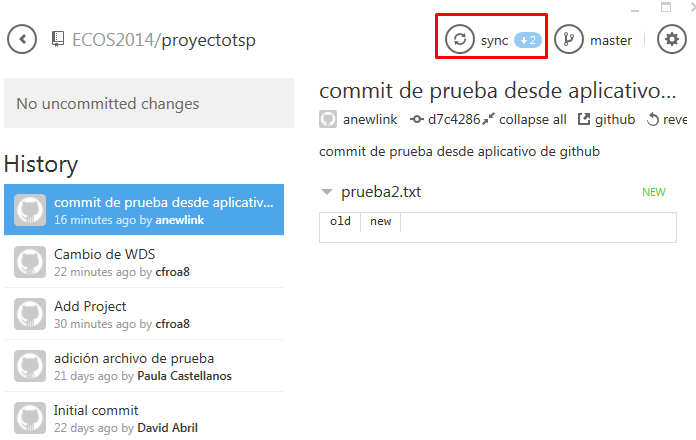 ECOS2014/proyectotsp
sync 2
master
No uncommitted changes
History
commit de prueba desde aplicativ...
16 minutes ago by anewlink
Cambio de WDS
22 minutes ago by cfroa8
Add Project
30 minutes ago by cfroa8
adición archivo de prueba
21 days ago by Paula Castellanos
Initial commit
22 days ago by David Abril
commit de prueba desde aplicativo...
anewlink d7c4286 collapse all github reve
commit de prueba desde aplicativo de github
prueba2.txt NEW
old new